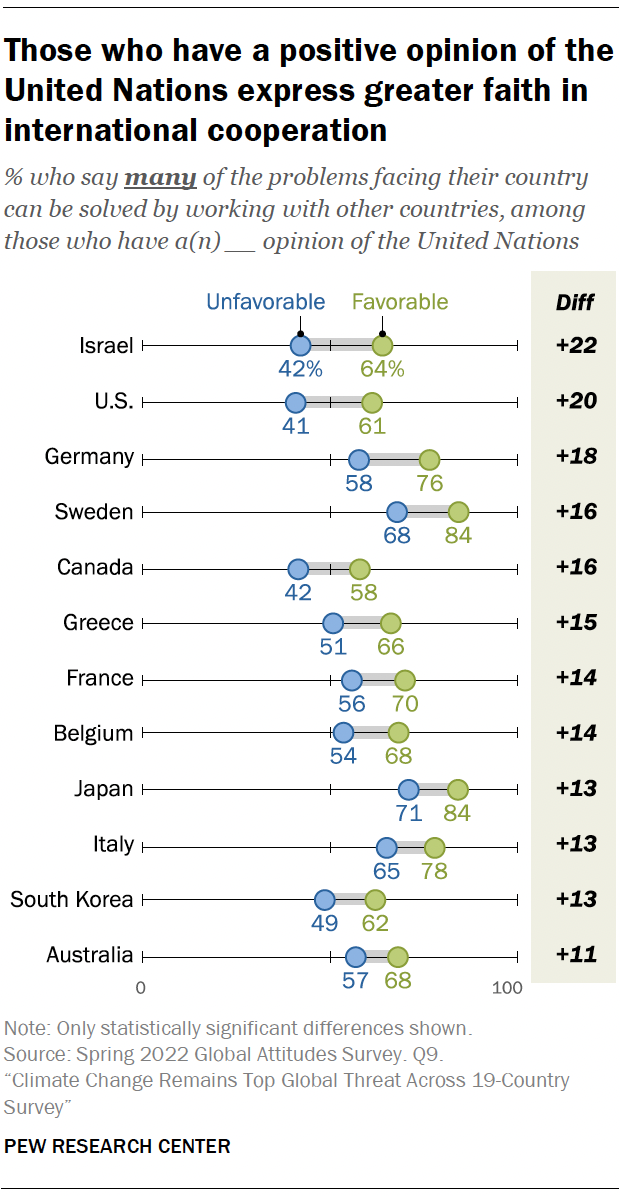 Those who have a positive opinion of the
United Nations express greater faith in
international cooperation
% who say many of the problems facing their country
can be solved by working with other countries, among
those who have a(n) __ opinion of the United Nations
Unfavorable Favorable Diff
Israel 42% 64% +22
U.S. 41 61 +20
Germany 58 76 +18
Sweden 68 84 +16
Canada 42 58 +16
Greece 51 66 +15
France 56 70 +14
Belgium 54 68 +14
Japan 71 84 +13
Italy 65 78 +13
South Korea 49 62 +13
Australia 57 68 +11
0 100
Note: Only statistically significant differences shown.
Source: Spring 2022 Global Attitudes Survey. Q9.
“Climate Change Remains Top Global Threat Across 19-Country
Survey”
PEW RESEARCH CENTER